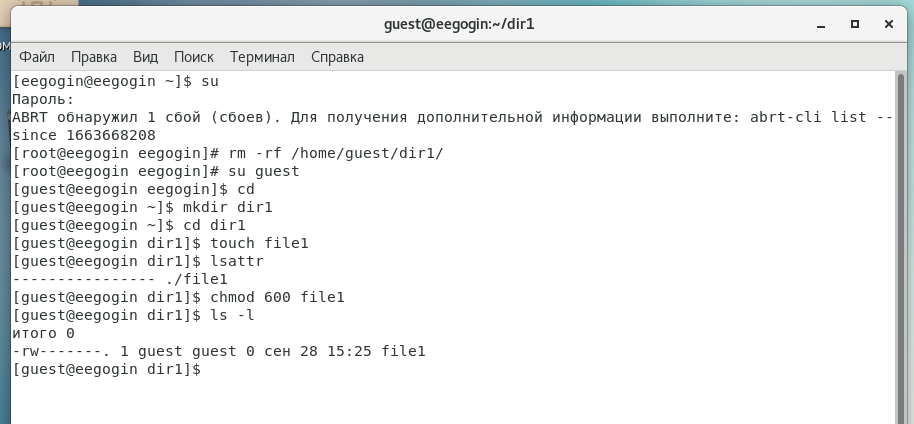 guest@eegogin:~/dir1
Файл Правка Вид Поиск Терминал Справка
[eegogin@eegogin ~]$ su
Пароль:
ABRT обнаружил 1 сбой (сбоев). Для получения дополнительной информации выполните: abrt-cli list --
since 1663668208
[root@eegogin eegogin]# rm -rf /home/guest/dir1/
[root@eegogin eegogin]# su guest
[guest@eegogin eegogin]$ cd
[guest@eegogin ~]$ mkdir dir1
[guest@eegogin ~]$ cd dir1
[guest@eegogin dir1]$ touch file1
[guest@eegogin dir1]$ lsattr
---------------- ./file1
[guest@eegogin dir1]$ chmod 600 file1
[guest@eegogin dir1]$ ls -l
итого 0
-rw-------. 1 guest guest 0 сен 28 15:25 file1
[guest@eegogin dir1]$